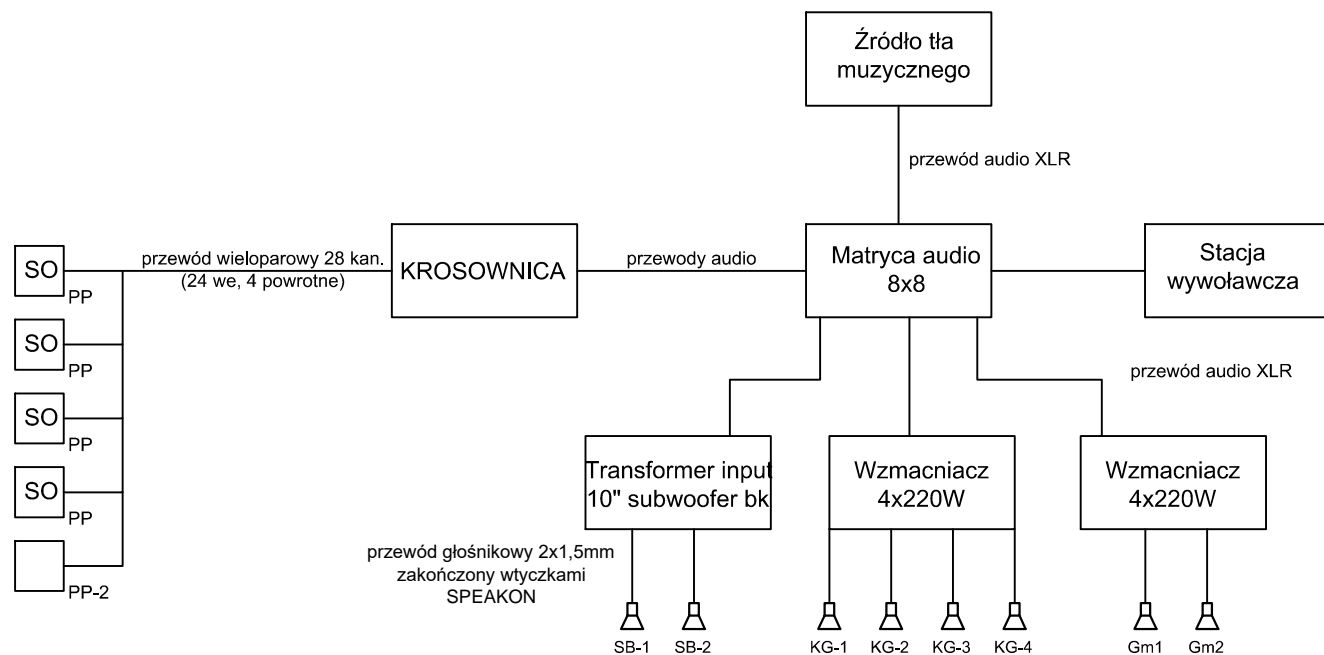 Źródło tła
muzycznego
przewód audio XLR
SO
PP
przewód wieloparowy 28 kan.
(24 we, 4 powrotne)
KROSOWNICA
przewody audio
Matryca audio
8x8
Stacja
wywoławcza
SO
PP
SO
PP
SO
PP
PP-2
przewód audio XLR
Transformer input
10" subwoofer bk
Wzmacniacz
4x220W
Wzmacniacz
4x220W
przewód głośnikowy 2x1,5mm
zakończony wtyczkami
SPEAKON
SB-1
SB-2
KG-1
KG-2
KG-3
KG-4
Gm1
Gm2